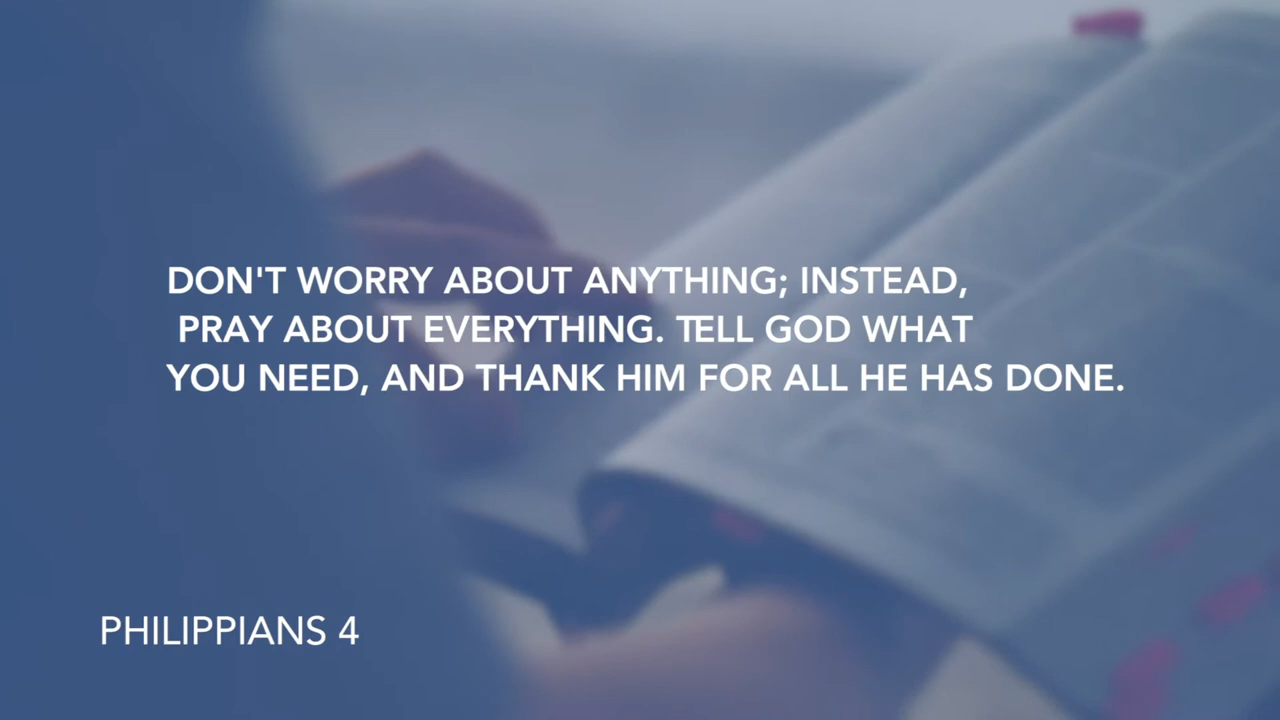 DON'T WORRY ABOUT ANYTHING; INSTEAD,
PRAY ABOUT EVERYTHING. TELL GOD WHAT
YOU NEED, AND THANK HIM FOR ALL HE HAS DONE.
PHILIPPIANS 4